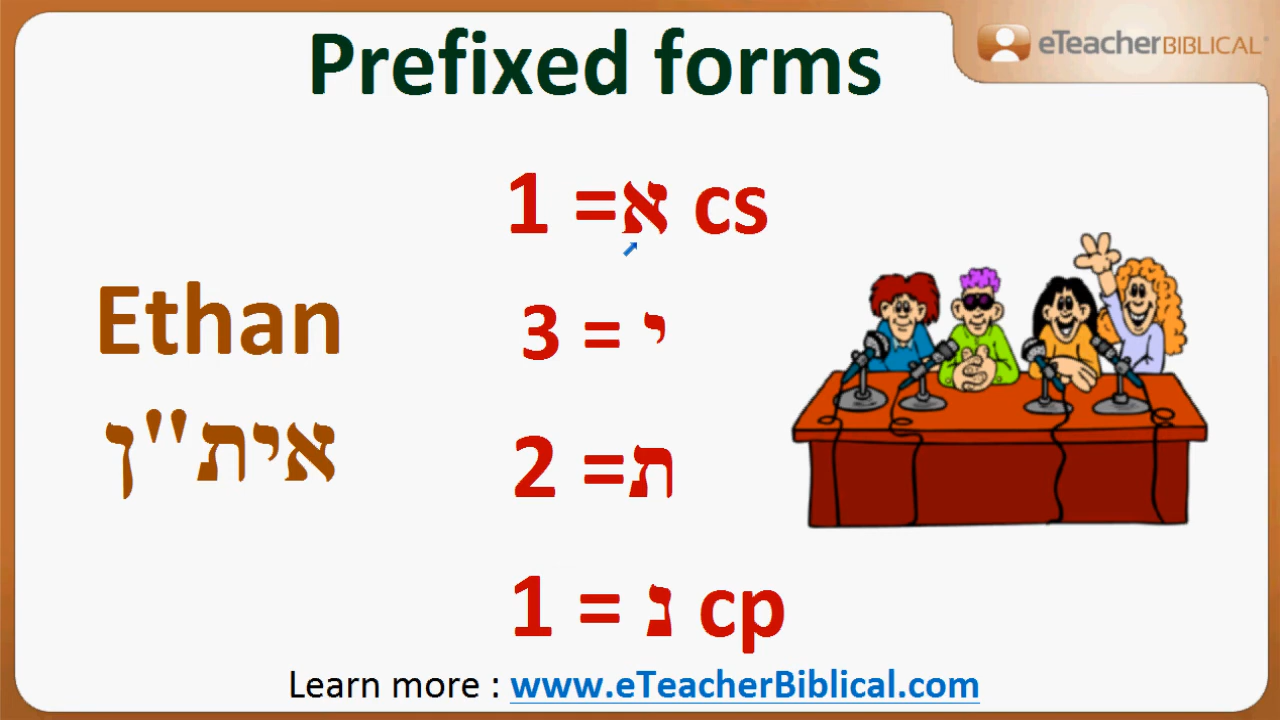 Prefixed forms
eTeacherBIBLICAL
1 =א cs
Ethan
3 = י
אית"ן
2 =ת
1 = נ cp
Learn more : www.eTeacherBiblical.com